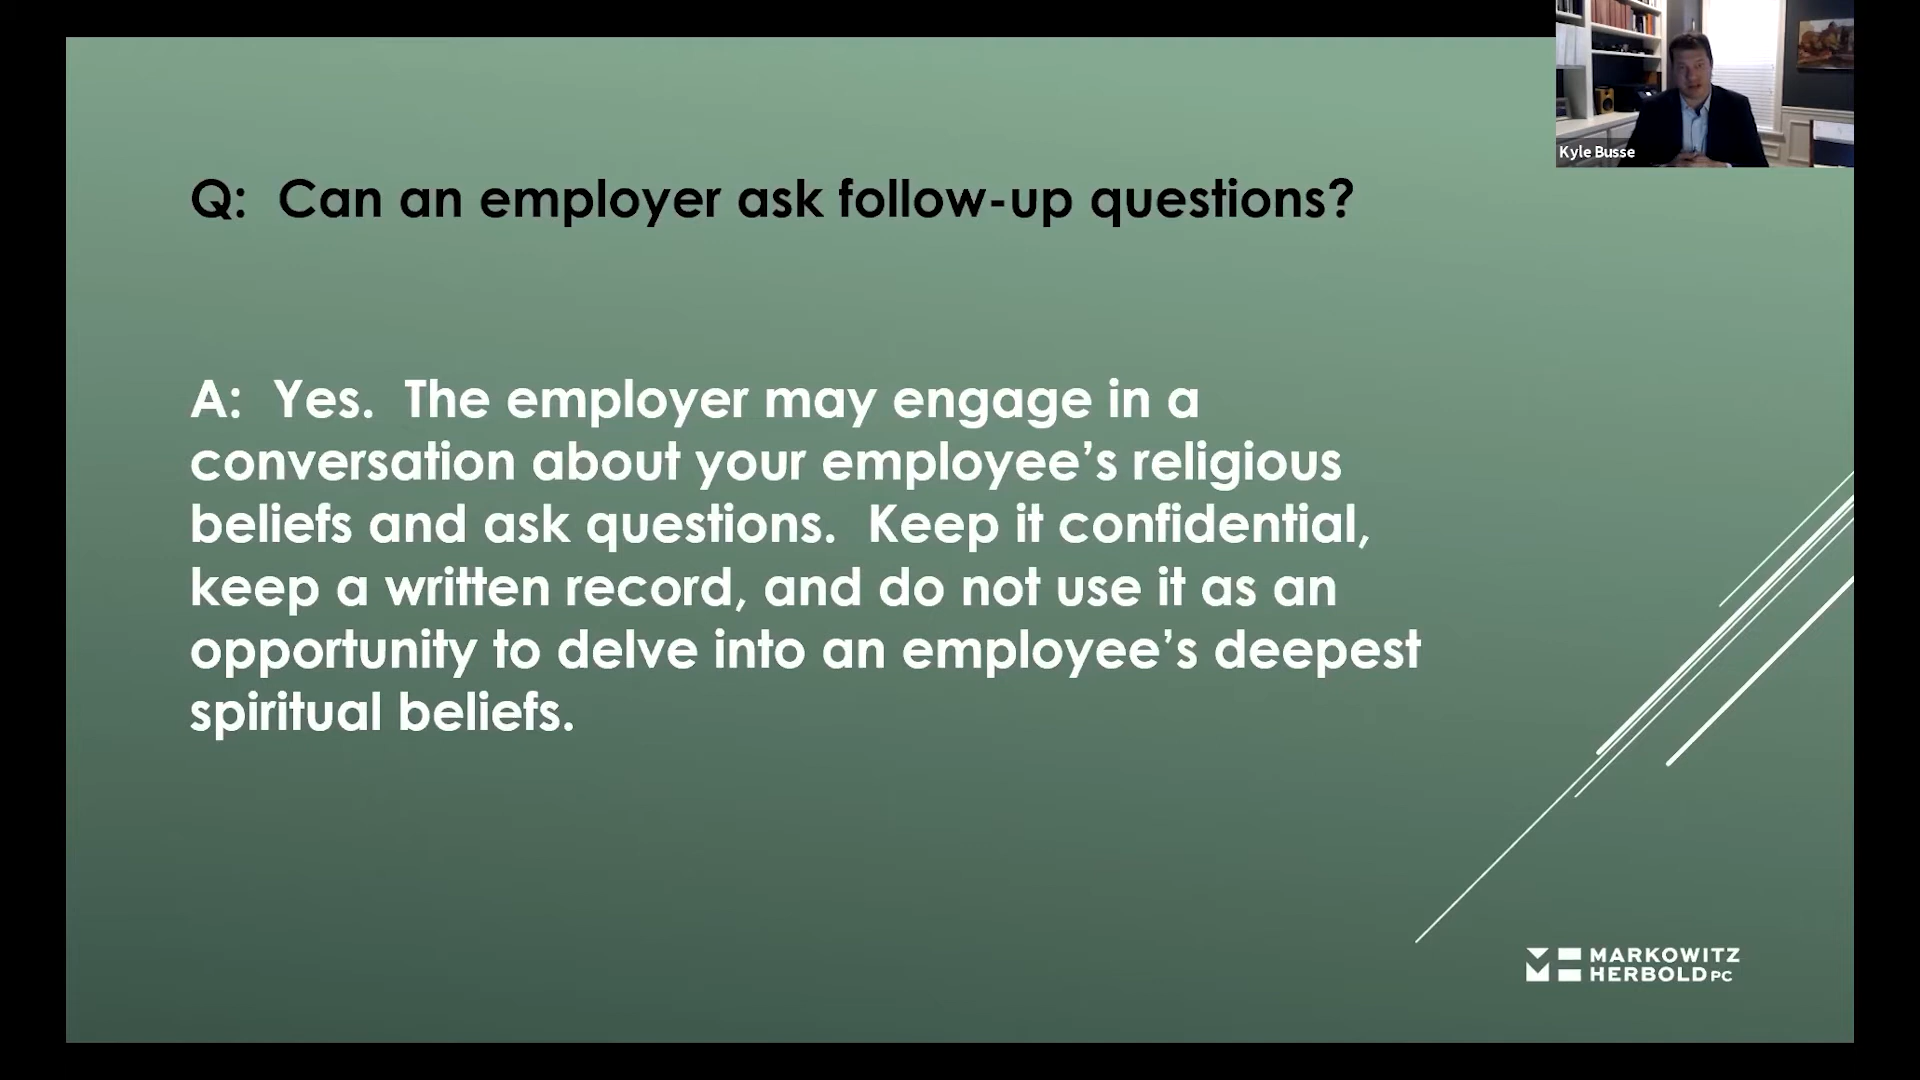 Kyle Busse
Q: Can an employer ask follow-up questions?
A: Yes. The employer may engage in a
conversation about your employee’s religious
beliefs and ask questions. Keep it confidential,
keep a written record, and do not use it as an
opportunity to delve into an employee’s deepest
spiritual beliefs.
MARKOWITZ
HERBOLD PC